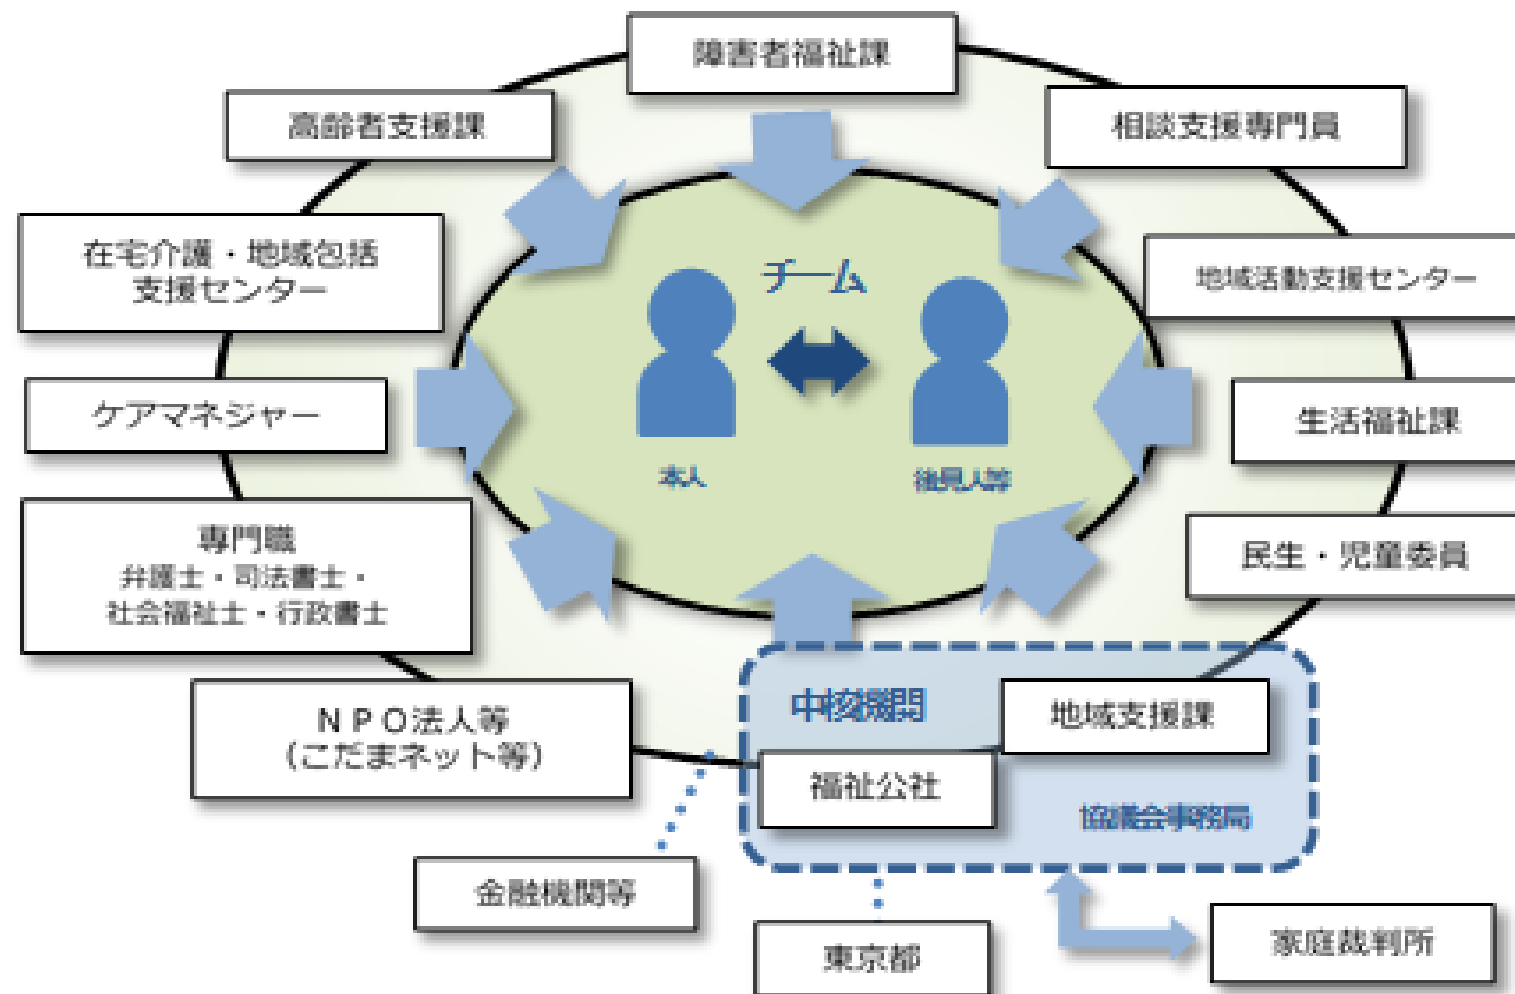 障害者福祉課
高齢者支援課
相談支援専門員
在宅介護・地域包括
支援センター
チーム
地域活動支援センター
ケアマネジャー
生活福祉課
本人
後見人等
専門職
弁護士・司法書士・
社会福祉士・行政書士
民生・児童委員
NPO法人等
（こだまネット等）
中核機関
地域支援課
福祉公社
協議会事務局
金融機関等
東京都
家庭裁判所